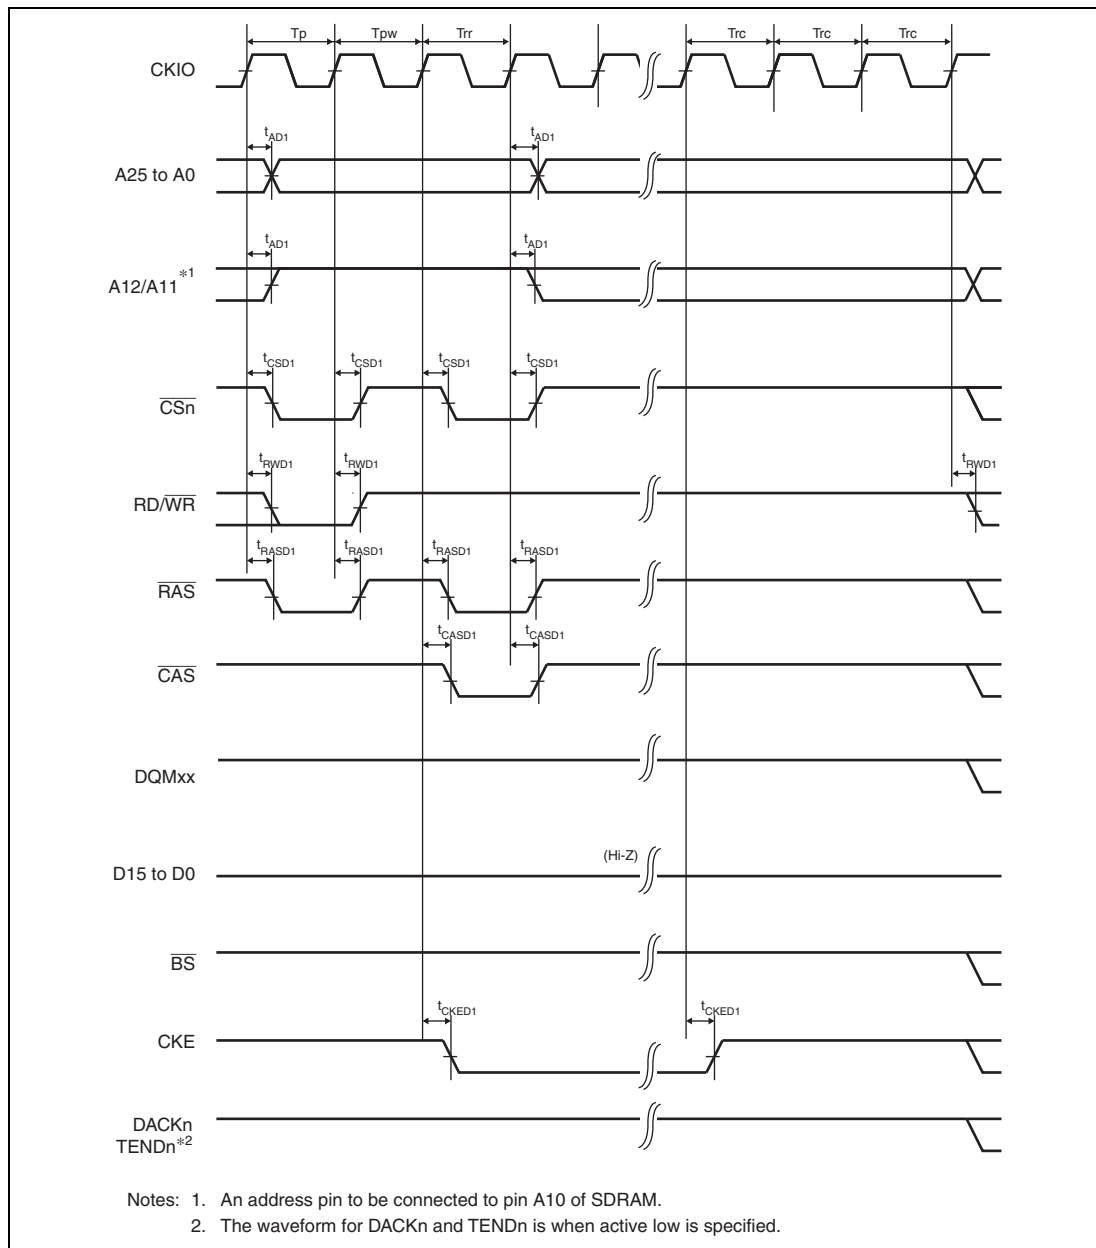 Tp Tpw Trr Trc Trc Trc
CKIO
tAD1 tAD1
A25 to A0
tAD1 tAD1
A12/A11*1
tCSD1 tCSD1 tCSD1 tCSD1
CSn
tRWD1 tRWD1 tRWD1
RD/WR
tRASD1 tRASD1 tRASD1 tRASD1
RAS
tCASD1 tCASD1
CAS
DQMxx
(Hi-Z)
D15 to D0
BS
tCKED1 tCKED1
CKE
DACKn
TENDn*2
Notes: 1. An address pin to be connected to pin A10 of SDRAM.
2. The waveform for DACKn and TENDn is when active low is specified.